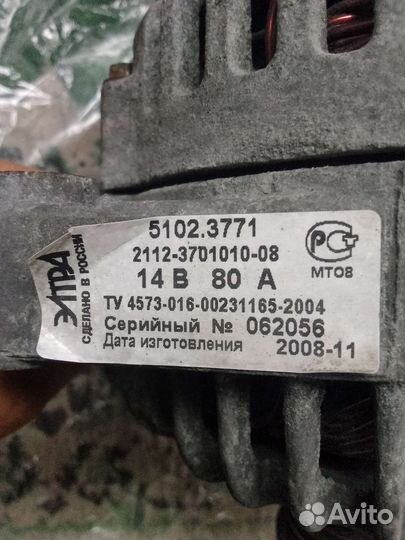 5102.3771
2112-3701010-08
14 В 80 А
ТУ 4573-016-00231165-2004
Серийный № 062056
Дата изготовления 2008-11
ЭЛТРА
СДЕЛАНО В РОССИИ
РСТ
МТ08
Avito